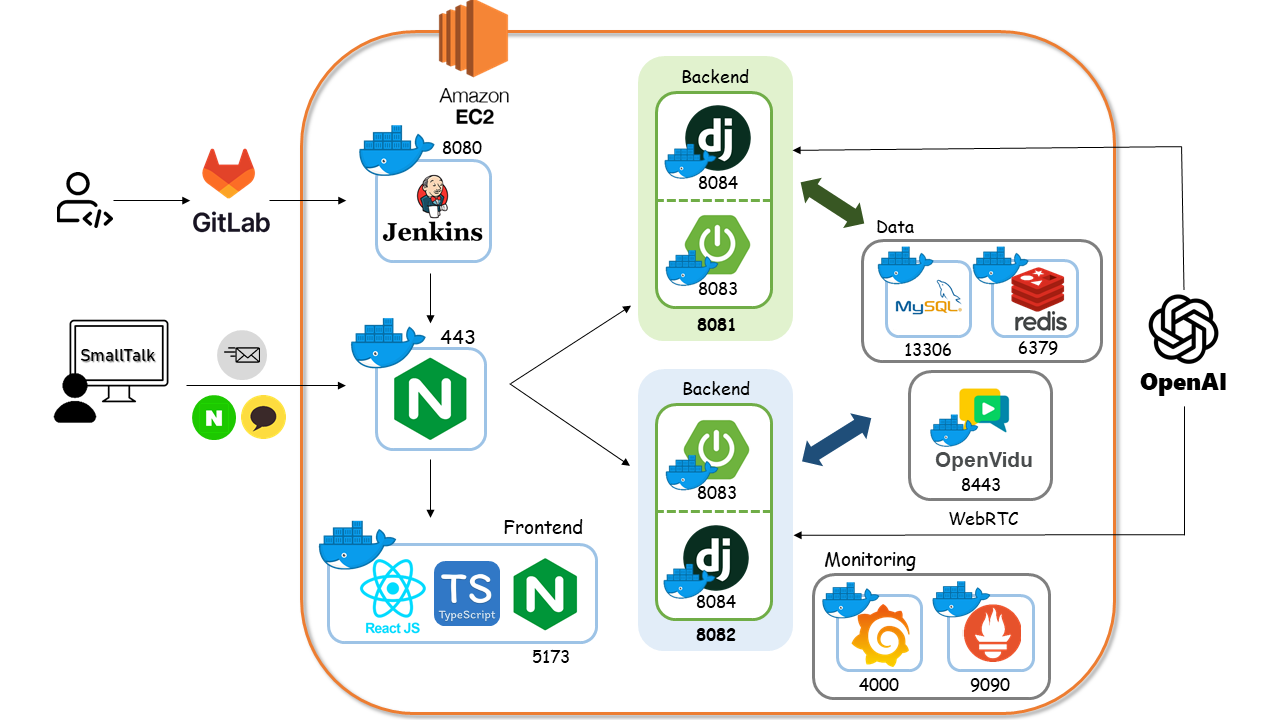 Amazon
EC2
8080
Jenkins
GitLab
SmallTalk
N
443
N
Frontend
React JS
TS
TypeScript
N
5173
Backend
dj
8084
8083
8081
Backend
8083
dj
8084
8082
Data
MySQL
13306
redis
6379
OpenVidu
8443
WebRTC
Monitoring
4000
9090
OpenAI